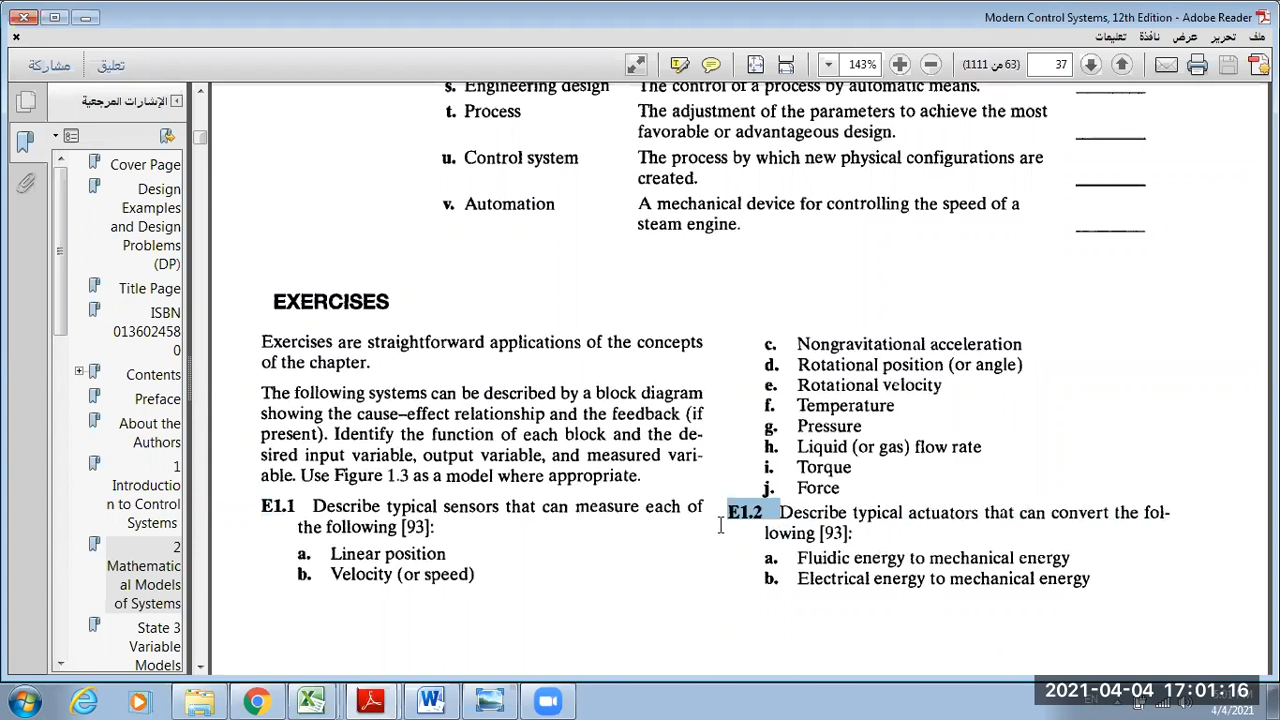 Modern Control Systems, 12th Edition - Adobe Reader
ملف تحرير عرض نافذة تعليمات
مشاركة تعليق 143% (63 من 1111) 37
الإشارات المرجعية
Cover Page
Design
Examples
and Design
Problems
(DP)
Title Page
ISBN
013602458
0
Contents
Preface
About the
Authors
1
Introductio
n to Control
Systems
2
Mathematic
al Models
of Systems
State 3
Variable
Models
s. Engineering design The control of a process by automatic means.
t. Process The adjustment of the parameters to achieve the most
favorable or advantageous design.
u. Control system The process by which new physical configurations are
created.
v. Automation A mechanical device for controlling the speed of a
steam engine.
EXERCISES
Exercises are straightforward applications of the concepts
of the chapter.
The following systems can be described by a block diagram
showing the cause–effect relationship and the feedback (if
present). Identify the function of each block and the de-
sired input variable, output variable, and measured vari-
able. Use Figure 1.3 as a model where appropriate.
E1.1 Describe typical sensors that can measure each of
the following [93]:
a. Linear position
b. Velocity (or speed)
c. Nongravitational acceleration
d. Rotational position (or angle)
e. Rotational velocity
f. Temperature
g. Pressure
h. Liquid (or gas) flow rate
i. Torque
j. Force
E1.2 Describe typical actuators that can convert the fol-
lowing [93]:
a. Fluidic energy to mechanical energy
b. Electrical energy to mechanical energy
2021-04-04 17:01:16
EN
4/4/2021